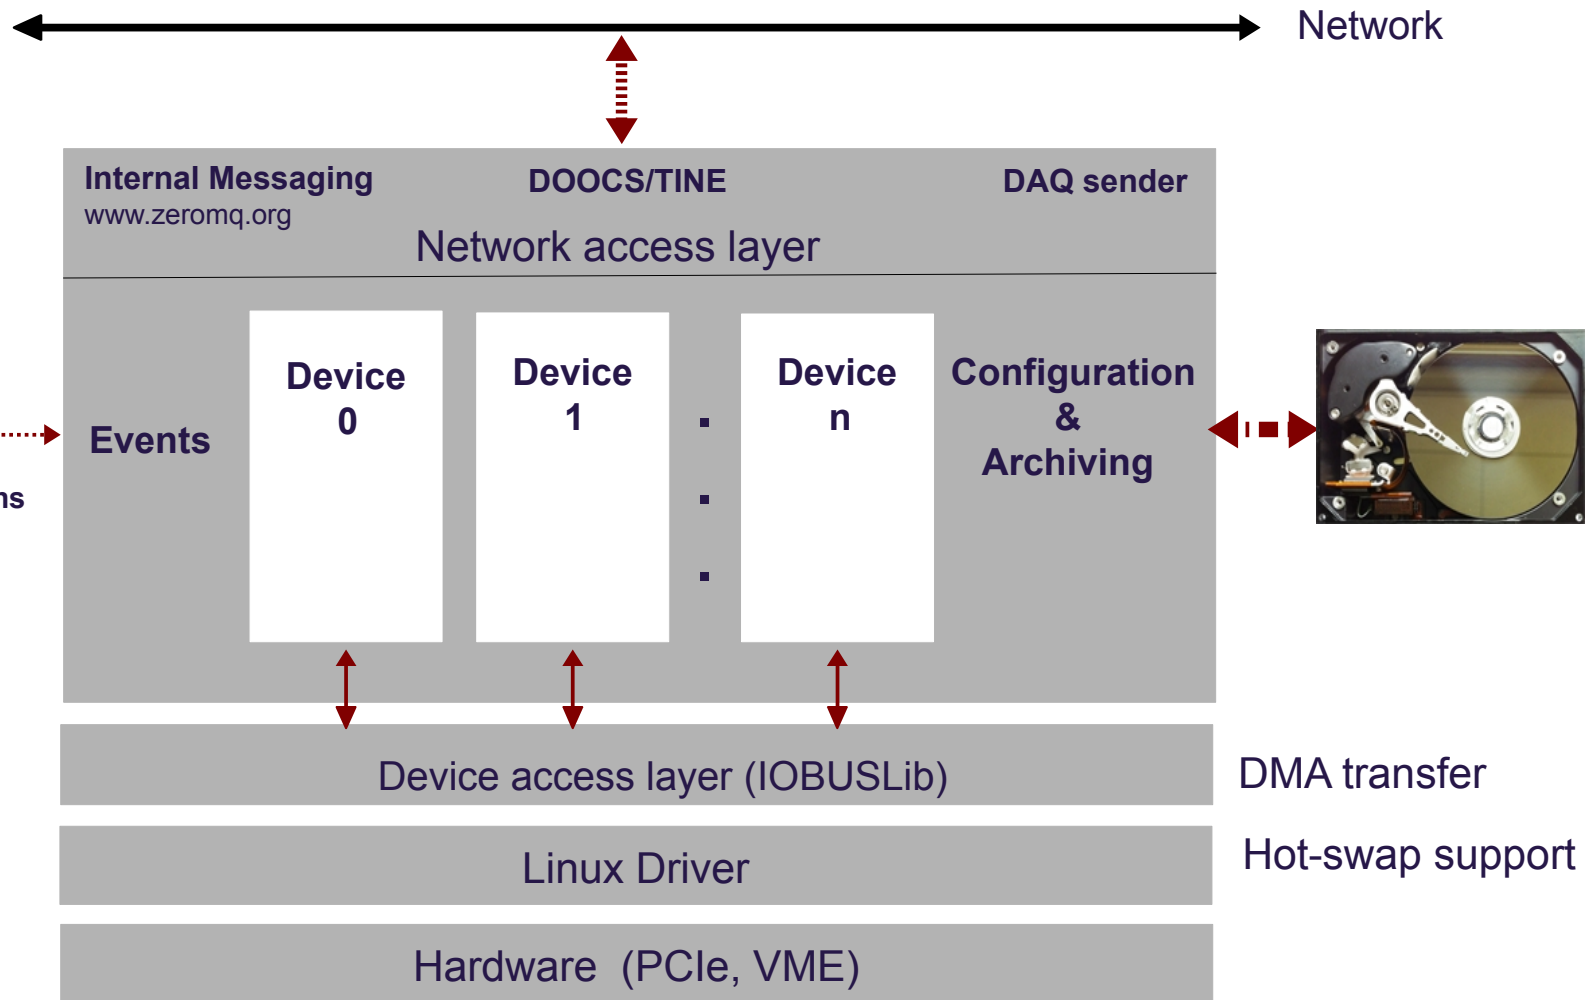 Network
Internal Messaging
www.zeromq.org
DOOCS/TINE
DAQ sender
Network access layer
Events
Device
0
Device
1
Device
n
Configuration
&
Archiving
Device access layer (IOBUSLib)
DMA transfer
Linux Driver
Hot-swap support
Hardware (PCIe, VME)